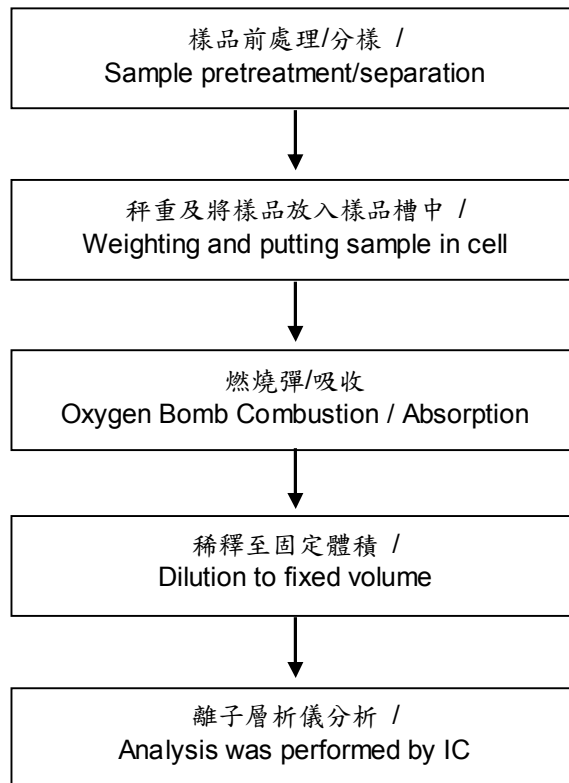 樣品前處理/分樣 /
Sample pretreatment/separation
秤重及將樣品放入樣品槽中 /
Weighting and putting sample in cell
燃燒彈/吸收
Oxygen Bomb Combustion / Absorption
稀釋至固定體積 /
Dilution to fixed volume
離子層析儀分析 /
Analysis was performed by IC